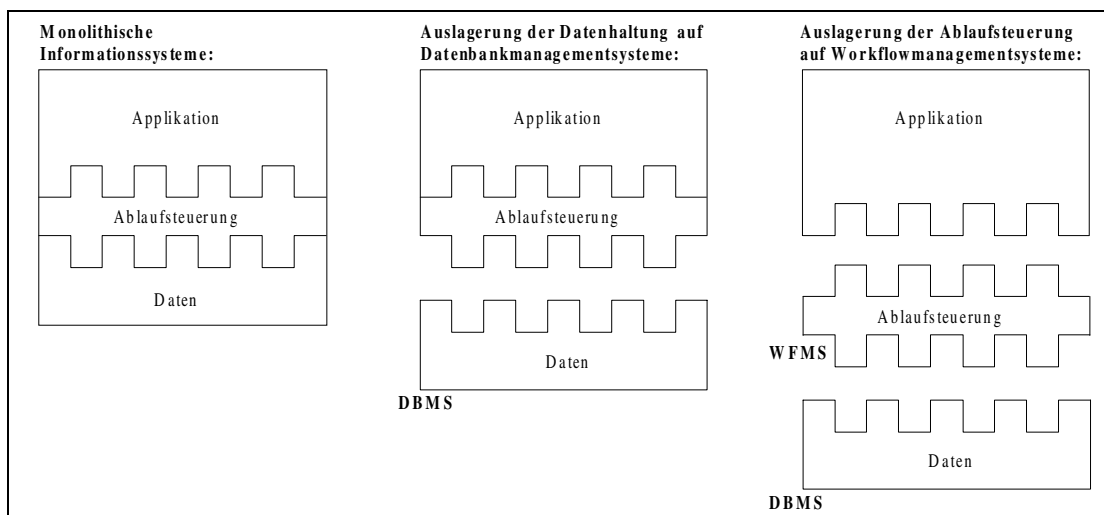 Monolithische
Informationssysteme:
Applikation
Ablaufsteuerung
Daten
Auslagerung der Datenhaltung auf
Datenbankmanagementsysteme:
Applikation
Ablaufsteuerung
Daten
DBMS
Auslagerung der Ablaufsteuerung
auf Workflowmanagementsysteme:
Applikation
Ablaufsteuerung
WFMS
Daten
DBMS